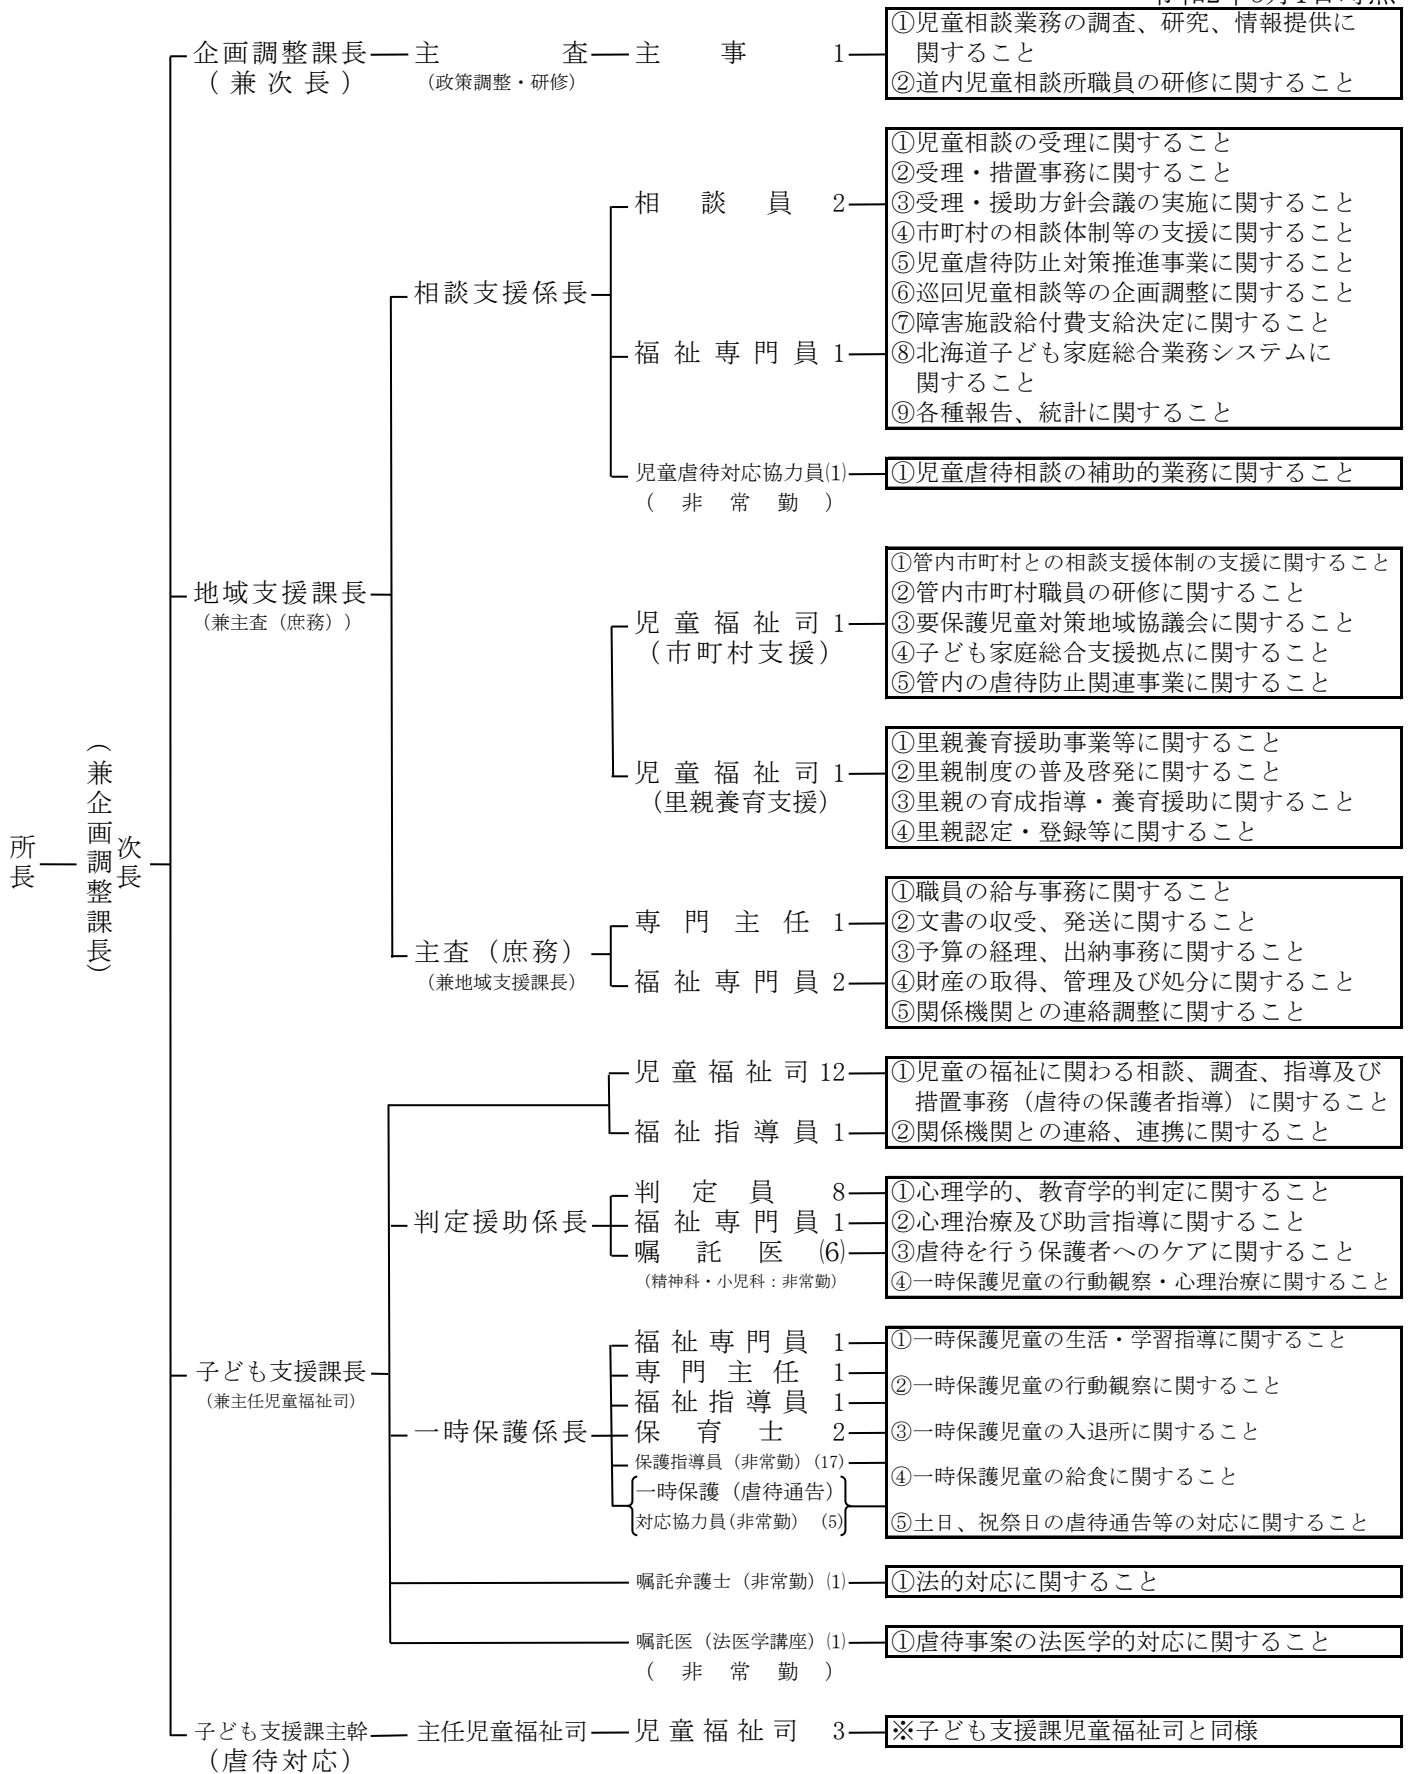 所長
次長
（兼企画調整課長）
企画調整課長
（兼次長）
主査
（政策調整・研修）
主事 1
①児童相談業務の調査、研究、情報提供に
関すること
②道内児童相談所職員の研修に関すること
地域支援課長
（兼主査（庶務））
相談支援係長
相談員 2
福祉専門員 1
①児童相談の受理に関すること
②受理・措置事務に関すること
③受理・援助方針会議の実施に関すること
④市町村の相談体制等の支援に関すること
⑤児童虐待防止対策推進事業に関すること
⑥巡回児童相談等の企画調整に関すること
⑦障害施設給付費支給決定に関すること
⑧北海道子ども家庭総合業務システムに
関すること
⑨各種報告、統計に関すること
児童虐待対応協力員⑴
（非常勤）
①児童虐待相談の補助的業務に関すること
児童福祉司 1
（市町村支援）
①管内市町村との相談支援体制の支援に関すること
②管内市町村職員の研修に関すること
③要保護児童対策地域協議会に関すること
④子ども家庭総合支援拠点に関すること
⑤管内の虐待防止関連事業に関すること
児童福祉司 1
（里親養育支援）
①里親養育援助事業等に関すること
②里親制度の普及啓発に関すること
③里親の育成指導・養育援助に関すること
④里親認定・登録等に関すること
主査（庶務）
（兼地域支援課長）
専門主任 1
福祉専門員 2
①職員の給与事務に関すること
②文書の収受、発送に関すること
③予算の経理、出納事務に関すること
④財産の取得、管理及び処分に関すること
⑤関係機関との連絡調整に関すること
子ども支援課長
（兼主任児童福祉司）
児童福祉司 12
福祉指導員 1
①児童の福祉に関わる相談、調査、指導及び
措置事務（虐待の保護者指導）に関すること
②関係機関との連絡、連携に関すること
判定援助係長
判定員 8
福祉専門員 1
嘱託医 ⑹
（精神科・小児科：非常勤）
①心理学的、教育学的判定に関すること
②心理治療及び助言指導に関すること
③虐待を行う保護者へのケアに関すること
④一時保護児童の行動観察・心理治療に関すること
一時保護係長
福祉専門員 1
専門主任 1
福祉指導員 1
保育士 2
保護指導員（非常勤）(17)
一時保護（虐待通告）
対応協力員(非常勤) (5)
①一時保護児童の生活・学習指導に関すること
②一時保護児童の行動観察に関すること
③一時保護児童の入退所に関すること
④一時保護児童の給食に関すること
⑤土日、祝祭日の虐待通告等の対応に関すること
嘱託弁護士（非常勤）⑴
①法的対応に関すること
嘱託医（法医学講座）⑴
（非常勤）
①虐待事案の法医学的対応に関すること
子ども支援課主幹
（虐待対応）
主任児童福祉司
児童福祉司 3
※子ども支援課児童福祉司と同様